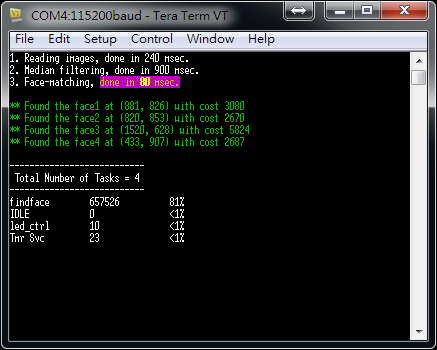 COM4:115200baud - Tera Term VT
File Edit Setup Control Window Help
1. Reading images, done in 240 msec.
2. Median filtering, done in 900 msec.
3. Face-matching, done in 80 msec.
** Found the face1 at (881, 826) with cost 3080
** Found the face2 at (820, 853) with cost 2670
** Found the face3 at (1520, 628) with cost 5824
** Found the face4 at (433, 907) with cost 2687
---------------------------
Total Number of Tasks = 4
---------------------------
findface 657526 81%
IDLE 0 <1%
led_ctrl 10 <1%
Tmr Svc 23 <1%